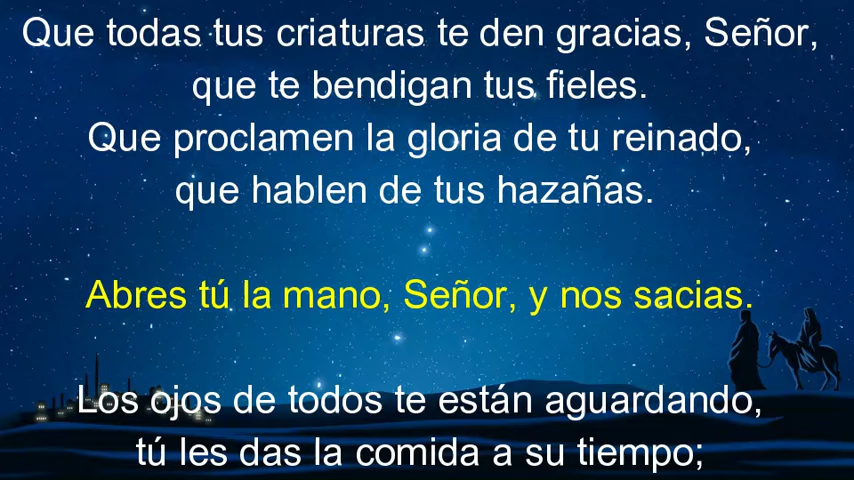 Que todas tus criaturas te den gracias, Señor,
que te bendigan tus fieles.
Que proclamen la gloria de tu reinado,
que hablen de tus hazañas.
Abres tú la mano, Señor, y nos sacias.
Los ojos de todos te están aguardando,
tú les das la comida a su tiempo;